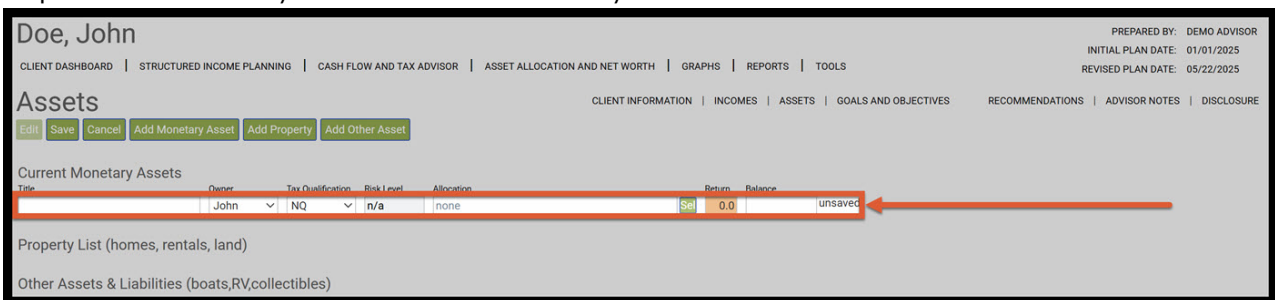 Doe, John
PREPARED BY: DEMO ADVISOR
INITIAL PLAN DATE: 01/01/2025
REVISED PLAN DATE: 05/22/2025
CLIENT DASHBOARD | STRUCTURED INCOME PLANNING | CASH FLOW AND TAX ADVISOR | ASSET ALLOCATION AND NET WORTH | GRAPHS | REPORTS | TOOLS
Assets
CLIENT INFORMATION | INCOMES | ASSETS | GOALS AND OBJECTIVES RECOMMENDATIONS | ADVISOR NOTES | DISCLOSURE
Edit Save Cancel Add Monetary Asset Add Property Add Other Asset
Current Monetary Assets
Title Owner Tax Qualification Risk Level Allocation Return Balance
John NQ n/a none Sel 0.0 unsaved
Property List (homes, rentals, land)
Other Assets & Liabilities (boats,RV,collectibles)